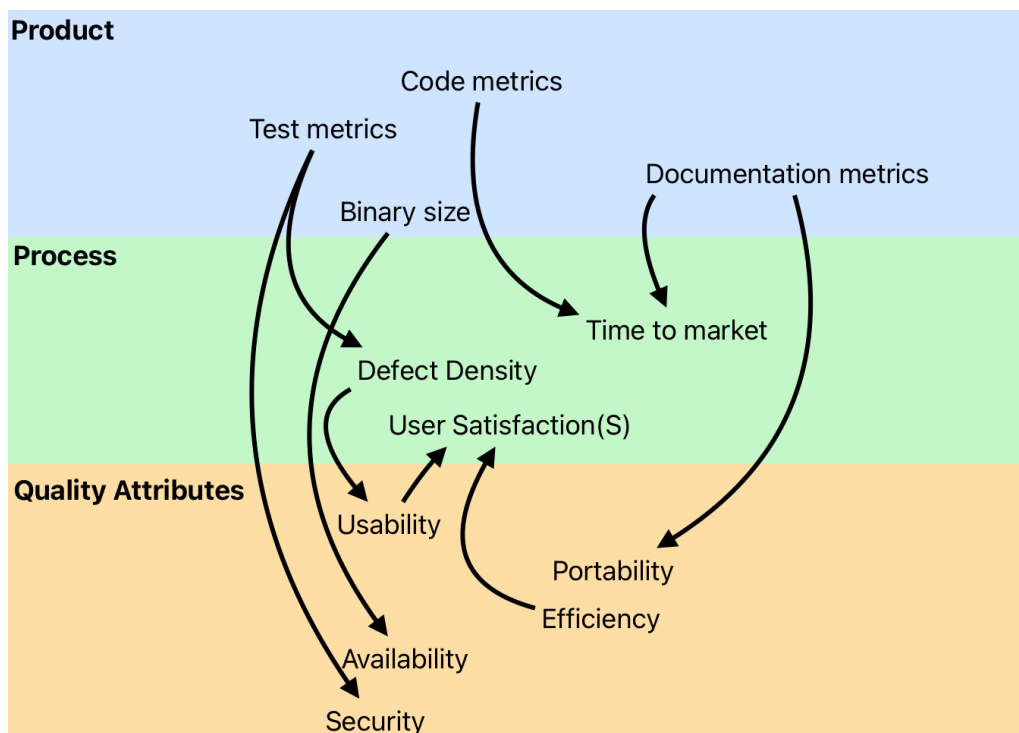 Product
Code metrics
Test metrics
Documentation metrics
Binary size
Process
Time to market
Defect Density
User Satisfaction(S)
Quality Attributes
Usability
Portability
Efficiency
Availability
Security